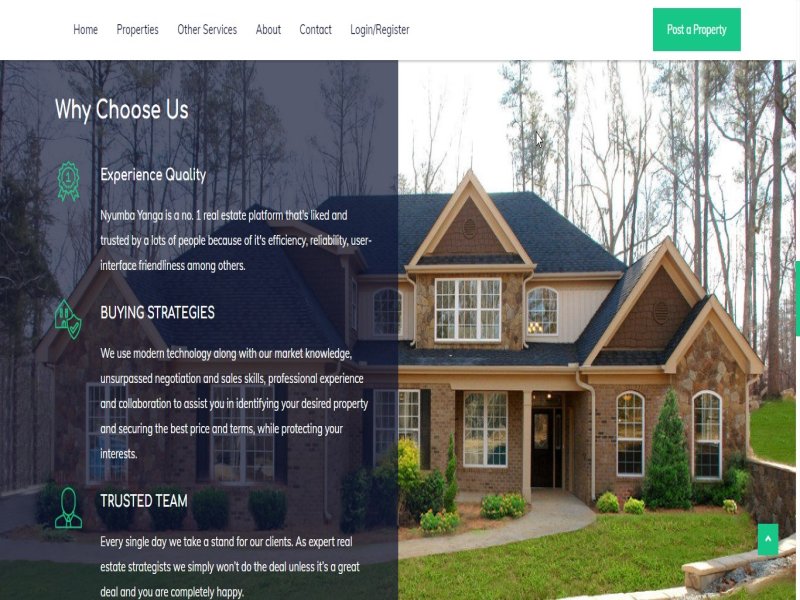 Home Properties Other Services About Contact Login/Register Post a Property
Why Choose Us
1
Experience Quality
Nyumba Yanga is a no. 1 real estate platform that's liked and
trusted by a lots of people because of it's efficiency, reliability, user-
interface friendliness among others.
BUYING STRATEGIES
We use modern technology along with our market knowledge,
unsurpassed negotiation and sales skills, professional experience
and collaboration to assist you in identifying your desired property
and securing the best price and terms, while protecting your
interests.
TRUSTED TEAM
Every single day we take a stand for our clients. As expert real
estate strategists we simply won't do the deal unless it's a great
deal and you are completely happy.